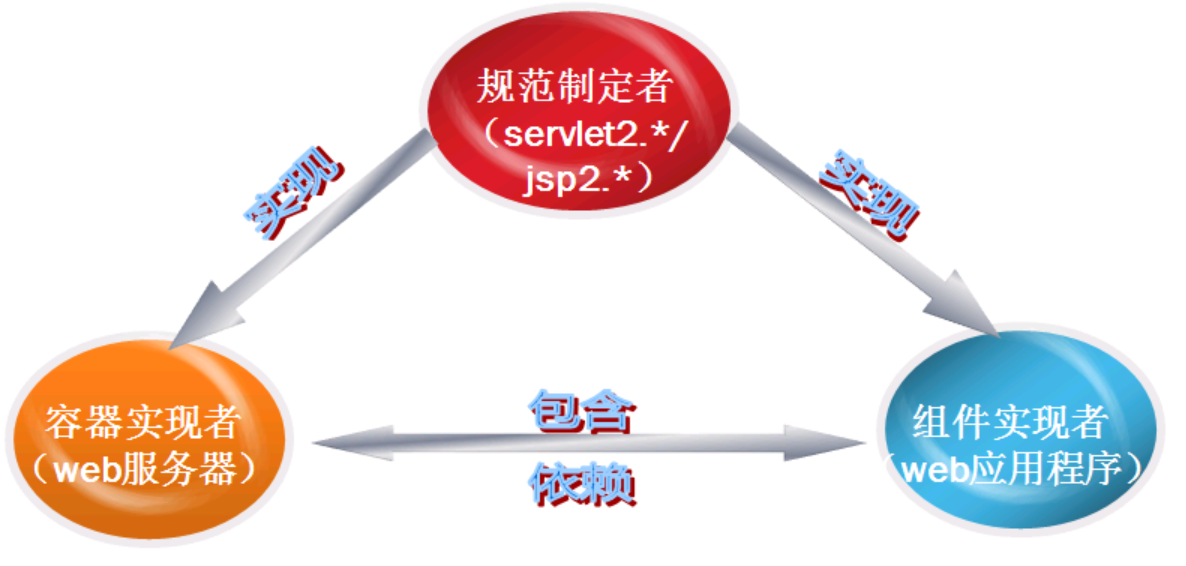 规范制定者
（servlet2.*/
jsp2.*）
实现
实现
容器实现者
（web服务器）
包含
依赖
组件实现者
（web应用程序）